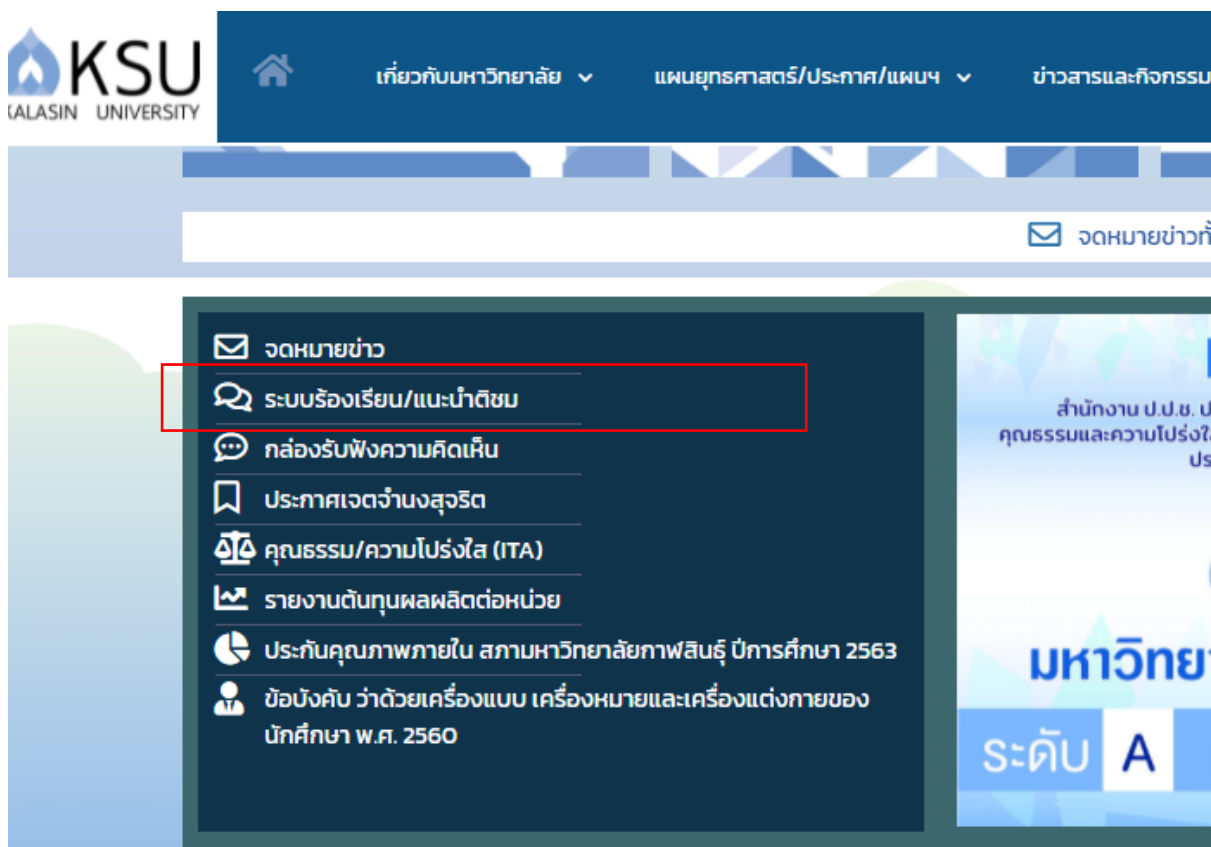 KSU
KALASIN UNIVERSITY
เกี่ยวกับมหาวิทยาลัย
แผนยุทธศาสตร์/ประกาศ/แผนฯ
ข่าวสารและกิจกรรม
จดหมายข่าวทั้
จดหมายข่าว
ระบบร้องเรียน/แนะนำติชม
กล่องรับฟังความคิดเห็น
ประกาศเจตจำนงสุจริต
คุณธรรม/ความโปร่งใส (ITA)
รายงานต้นทุนผลผลิตต่อหน่วย
ประกันคุณภาพภายใน สภามหาวิทยาลัยกาฬสินธุ์ ปีการศึกษา 2563
ข้อบังคับ ว่าด้วยเครื่องแบบ เครื่องหมายและเครื่องแต่งกายของ
นักศึกษา พ.ศ. 2560
สำนักงาน ป.ป.ช. ป
คุณธรรมและความโปร่งใ
ปร
มหาวิทย
ระดับ A